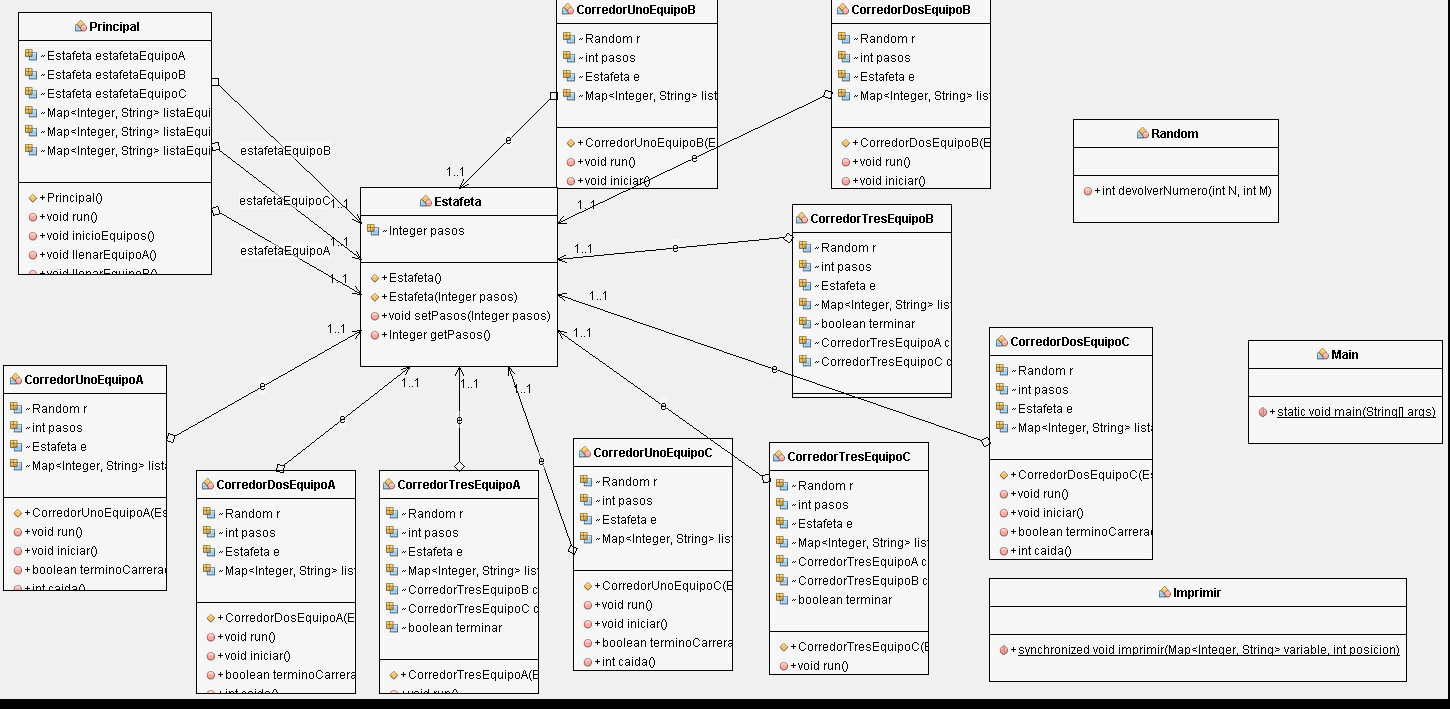 Principal
~Estafeta estafetaEquipoA
~Estafeta estafetaEquipoB
~Estafeta estafetaEquipoC
~Map<Integer, String> listaEqui
~Map<Integer, String> listaEqui
~Map<Integer, String> listaEqui
+Principal()
+void run()
+void inicioEquipos()
+void llenarEquipoA()
+void llenarEquipoB()
estafetaEquipoB
1..1
estafetaEquipoC
1..1
estafetaEquipoA
1..1
CorredorUnoEquipoB
~Random r
~int pasos
~Estafeta e
~Map<Integer, String> list
+CorredorUnoEquipoB(E
+void run()
+void iniciar()
e
1..1
CorredorDosEquipoB
~Random r
~int pasos
~Estafeta e
~Map<Integer, String> list
+CorredorDosEquipoB(E
+void run()
+void iniciar()
e
1..1
Random
+int devolverNumero(int N, int M)
Estafeta
~Integer pasos
+Estafeta()
+Estafeta(Integer pasos)
+void setPasos(Integer pasos)
+Integer getPasos()
CorredorTresEquipoB
~Random r
~int pasos
~Estafeta e
~Map<Integer, String> list
~boolean terminar
~CorredorTresEquipoA c
~CorredorTresEquipoC c
e
1..1
e
1..1
e
1..1
CorredorDosEquipoC
~Random r
~int pasos
~Estafeta e
~Map<Integer, String> lista
+CorredorDosEquipoC(Es
+void run()
+void iniciar()
+boolean terminoCarrera
+int caida()
Main
+static void main(String[] args)
CorredorUnoEquipoA
~Random r
~int pasos
~Estafeta e
~Map<Integer, String> lista
+CorredorUnoEquipoA(Es
+void run()
+void iniciar()
+boolean terminoCarrera
+int caida()
e
1..1
CorredorDosEquipoA
~Random r
~int pasos
~Estafeta e
~Map<Integer, String> list
+CorredorDosEquipoA(E
+void run()
+void iniciar()
+boolean terminoCarrera
+int caida()
e
1..1
CorredorTresEquipoA
~Random r
~int pasos
~Estafeta e
~Map<Integer, String> list
~CorredorTresEquipoB c
~CorredorTresEquipoC c
~boolean terminar
+CorredorTresEquipoA(E
+void run()
e
1..1
CorredorUnoEquipoC
~Random r
~int pasos
~Estafeta e
~Map<Integer, String> list
+CorredorUnoEquipoC(E
+void run()
+void iniciar()
+boolean terminoCarrera
+int caida()
e
1..1
CorredorTresEquipoC
~Random r
~int pasos
~Estafeta e
~Map<Integer, String> list
~CorredorTresEquipoA c
~CorredorTresEquipoB c
~boolean terminar
+CorredorTresEquipoC(E
+void run()
Imprimir
+synchronized void imprimir(Map<Integer, String> variable, int posicion)